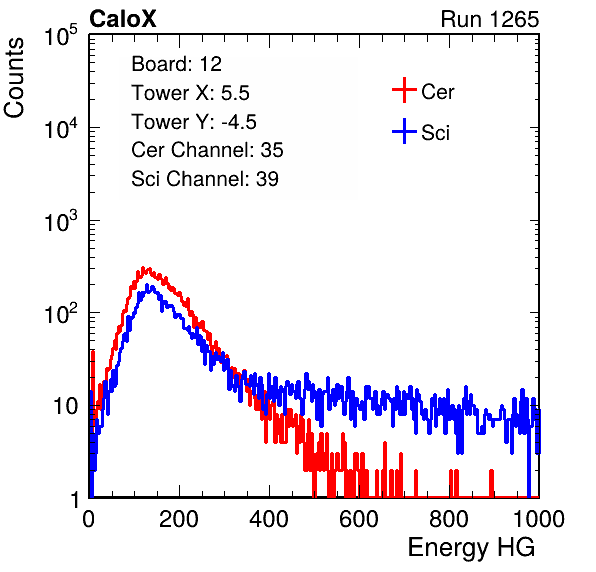 CaloX Run 1265
Counts
10^5
10^4
10^3
10^2
10
1
Board: 12
Tower X: 5.5
Tower Y: -4.5
Cer Channel: 35
Sci Channel: 39
Cer
Sci
0 200 400 600 800 1000
Energy HG